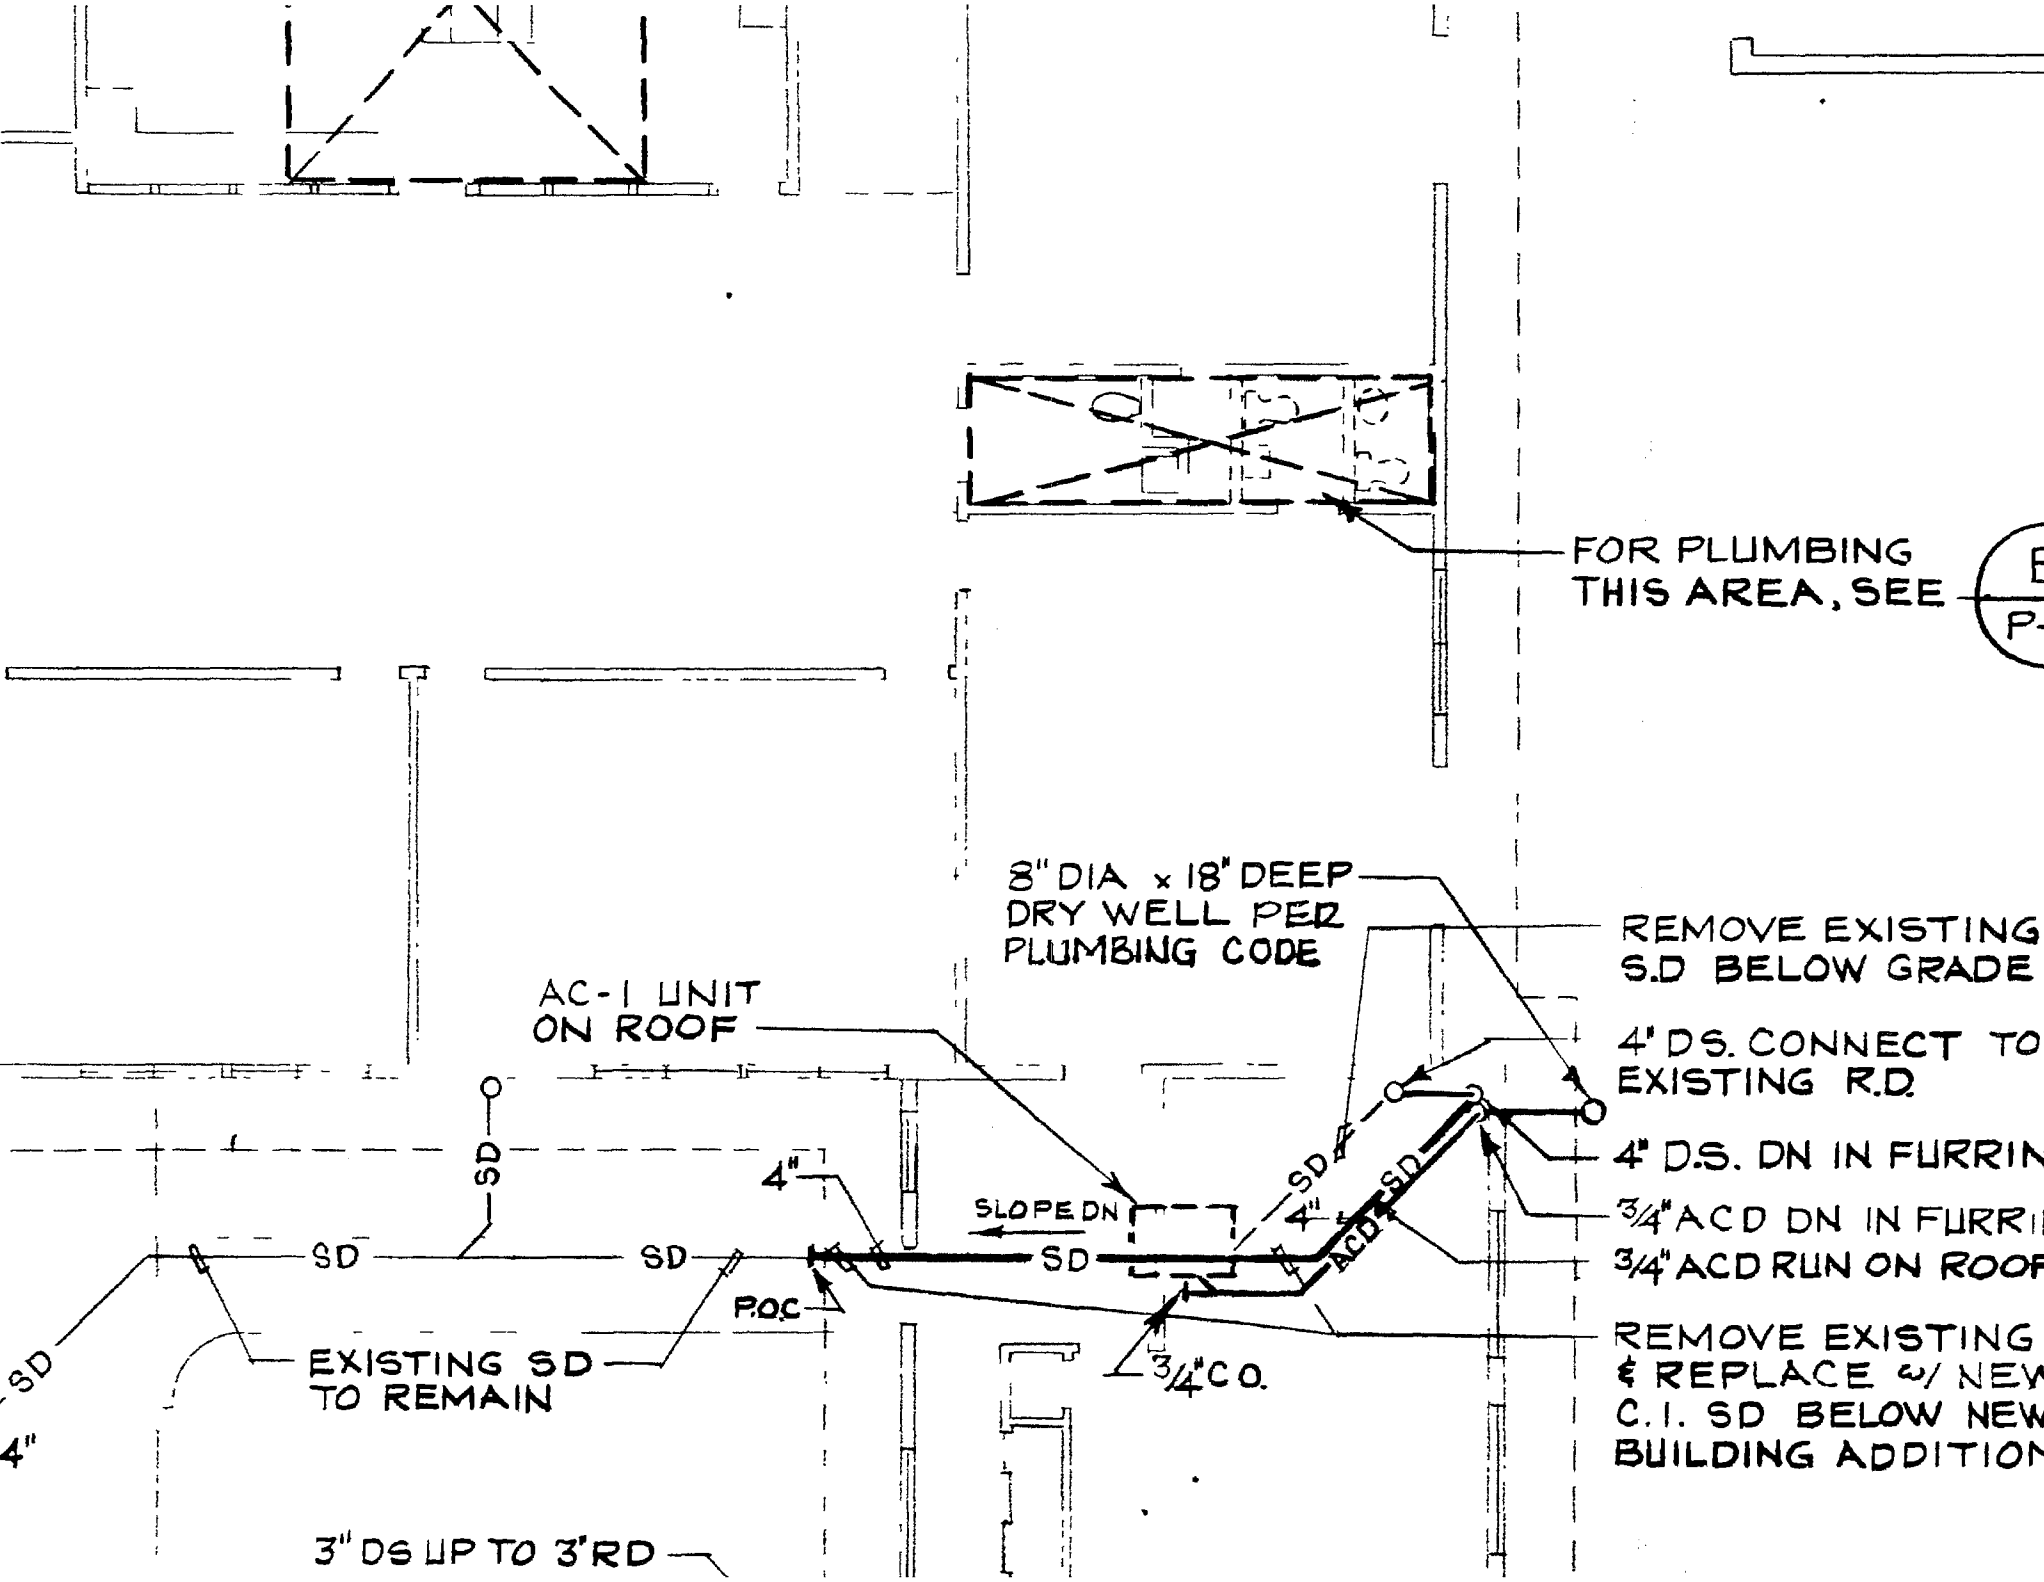 FOR PLUMBING
THIS AREA, SEE
P-
8" DIA x 18" DEEP
DRY WELL PER
PLUMBING CODE
REMOVE EXISTING
S.D BELOW GRADE
AC-1 UNIT
ON ROOF
4" DS. CONNECT TO
EXISTING R.D.
4" D.S. DN IN FURRIN
3/4" ACD DN IN FURRI
3/4" ACD RUN ON ROOF
SD
4"
SLOPE DN
SD
SD
4"
ACD
SD
SD
SD
P.O.C
3/4" C.O.
REMOVE EXISTING
& REPLACE w/ NEW
C.I. SD BELOW NEW
BUILDING ADDITION
EXISTING SD
TO REMAIN
SD
4"
3" DS UP TO 3" RD